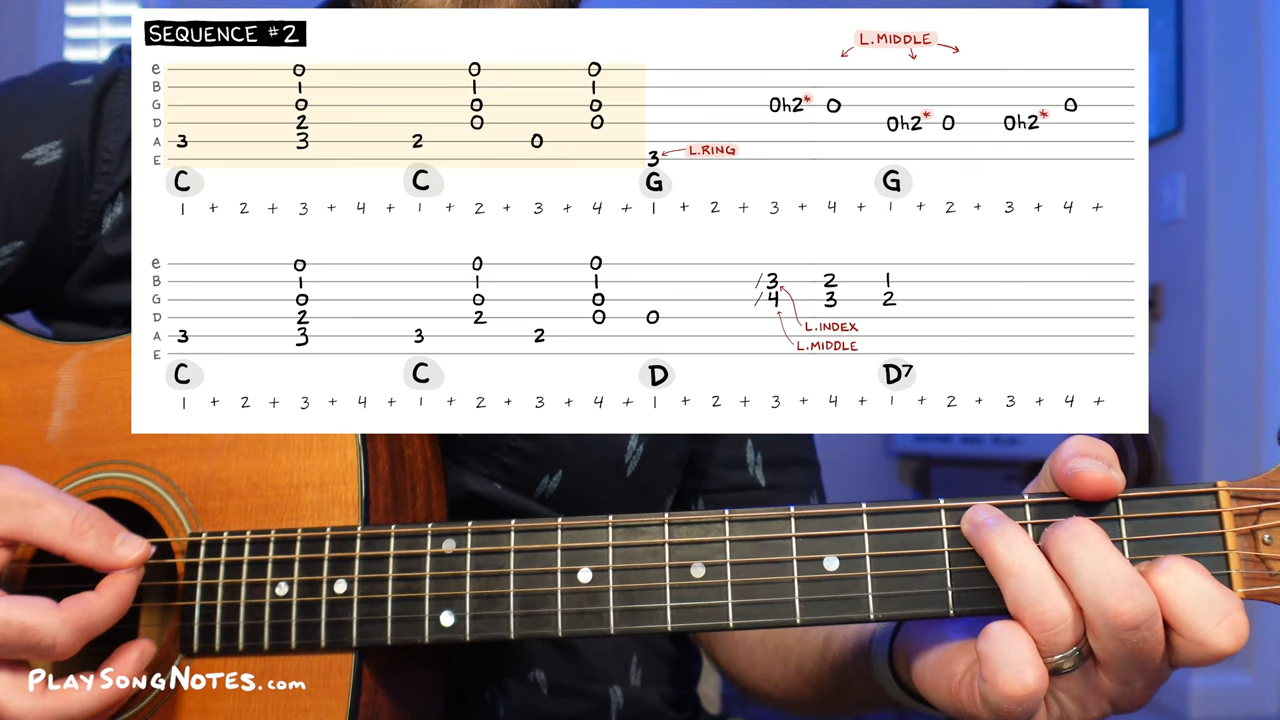 SEQUENCE #2
L.MIDDLE
e 0 0 0
B 1 1 1
G 0 0 0 0h2* 0 0
D 2 0 0 0h2* 0 0h2*
A 3 3 2 0
E 3 L.RING
C C G G
1 + 2 + 3 + 4 + 1 + 2 + 3 + 4 + 1 + 2 + 3 + 4 + 1 + 2 + 3 + 4 +
e 0 0 0
B 1 1 1 /3 2 1
G 0 0 0 /4 3 2
D 2 2 0 0
L.INDEX
A 3 3 3 2
L.MIDDLE
E
C C D D7
1 + 2 + 3 + 4 + 1 + 2 + 3 + 4 + 1 + 2 + 3 + 4 + 1 + 2 + 3 + 4 +
PLAYSONGNOTES.COM